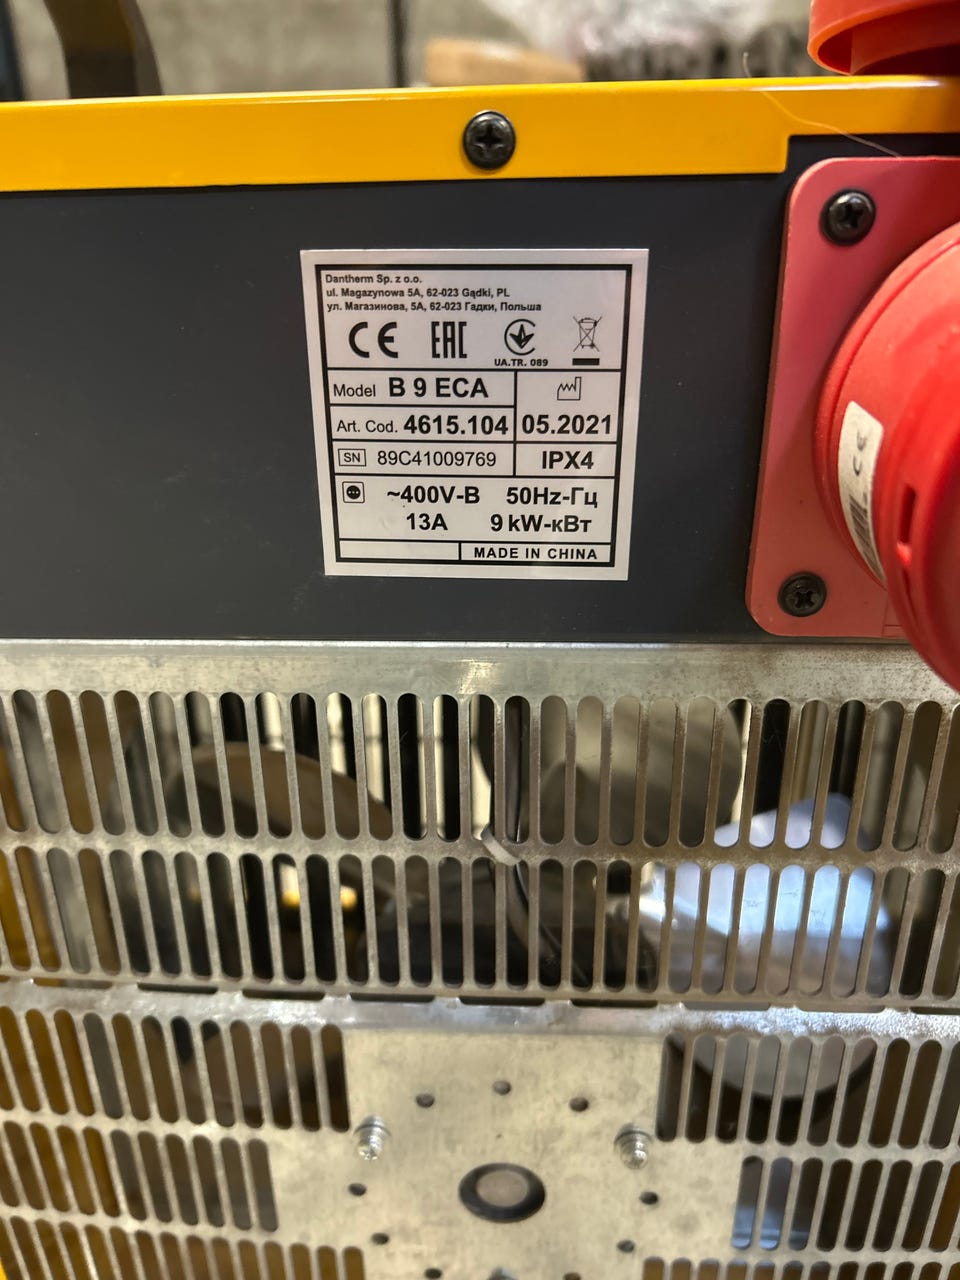 Dantherm Sp. z o.o.
ul. Magazynowa 5A, 62-023 Gądki, PL
ул. Магазинова, 5A, 62-023 Гадки, Польша
CE EAC
UA.TR. 089
Model B 9 ECA
Art. Cod. 4615.104 05.2021
SN 89C41009769 IPX4
~400V-В 50Hz-Гц
13A 9 kW-кВт
MADE IN CHINA
CE